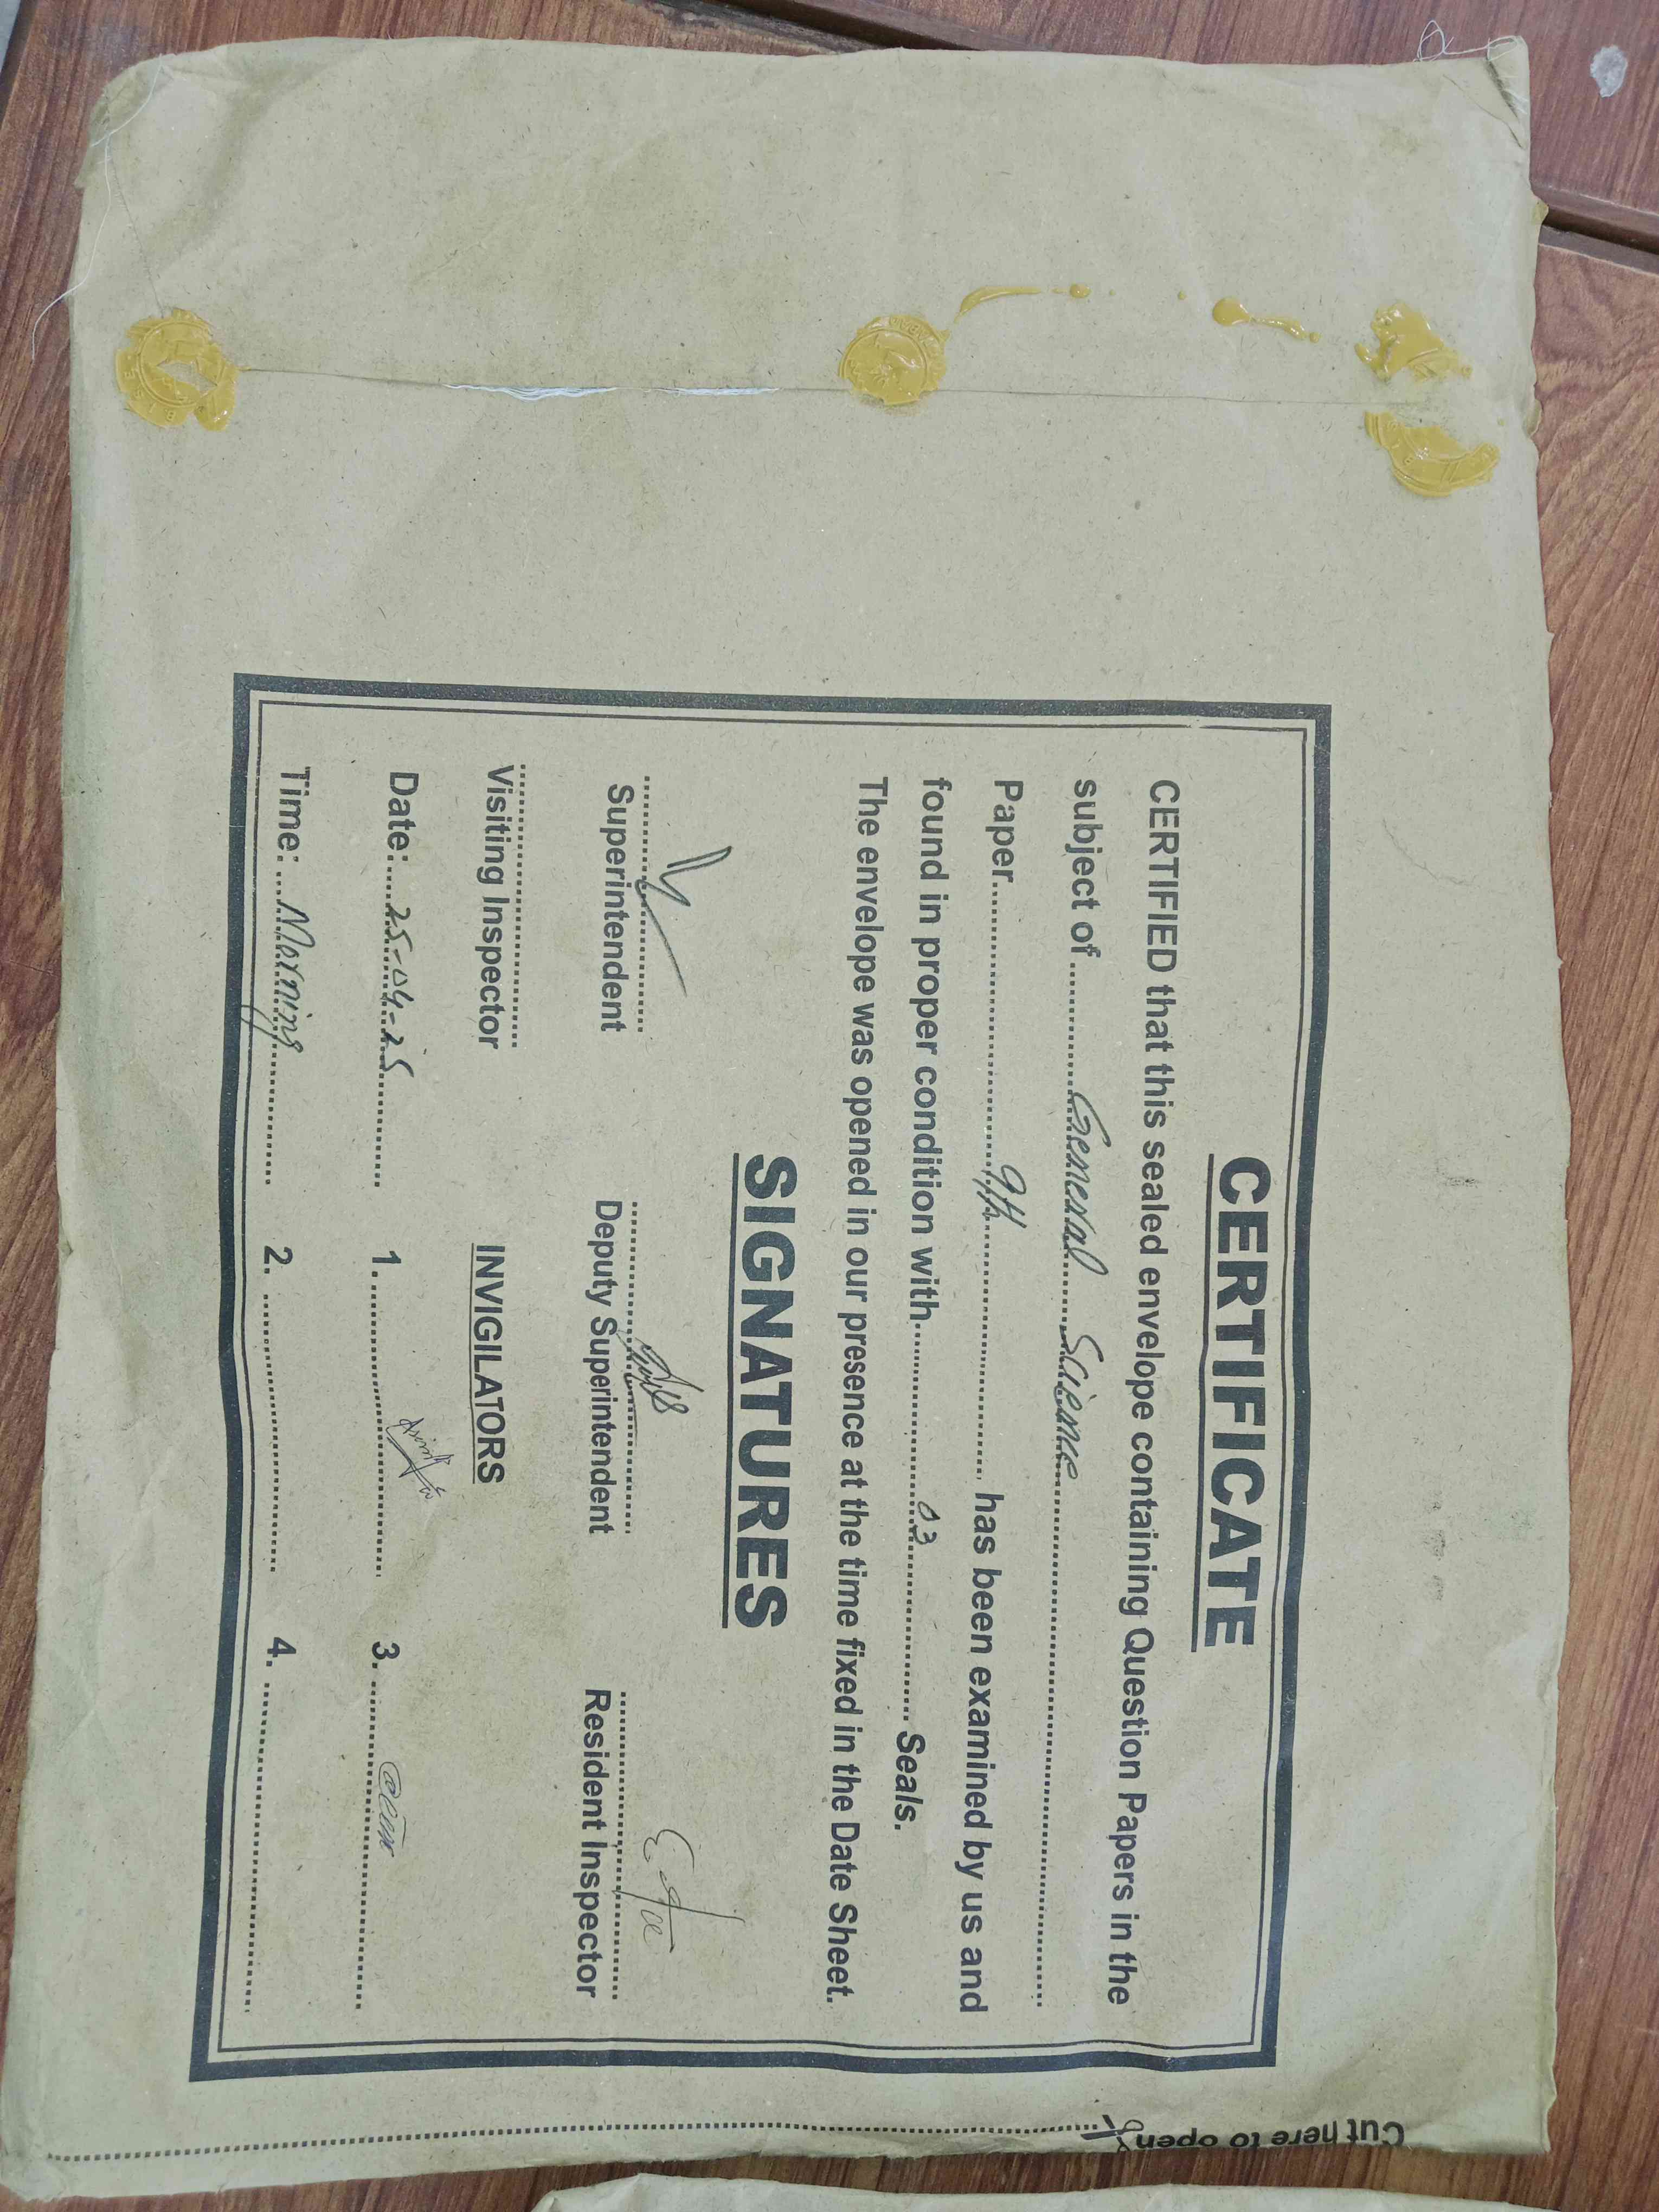 CERTIFICATE
CERTIFIED that this sealed envelope containing Question Papers in the
subject of General Science
Paper 9th has been examined by us and
found in proper condition with 03 Seals.
The envelope was opened in our presence at the time fixed in the Date Sheet.
SIGNATURES
Superintendent Deputy Superintendent Resident Inspector
Visiting Inspector INVIGILATORS
Date: 25-04-25 1. 3.
Time: Morning 2. 4.
Cut here to open
BISE